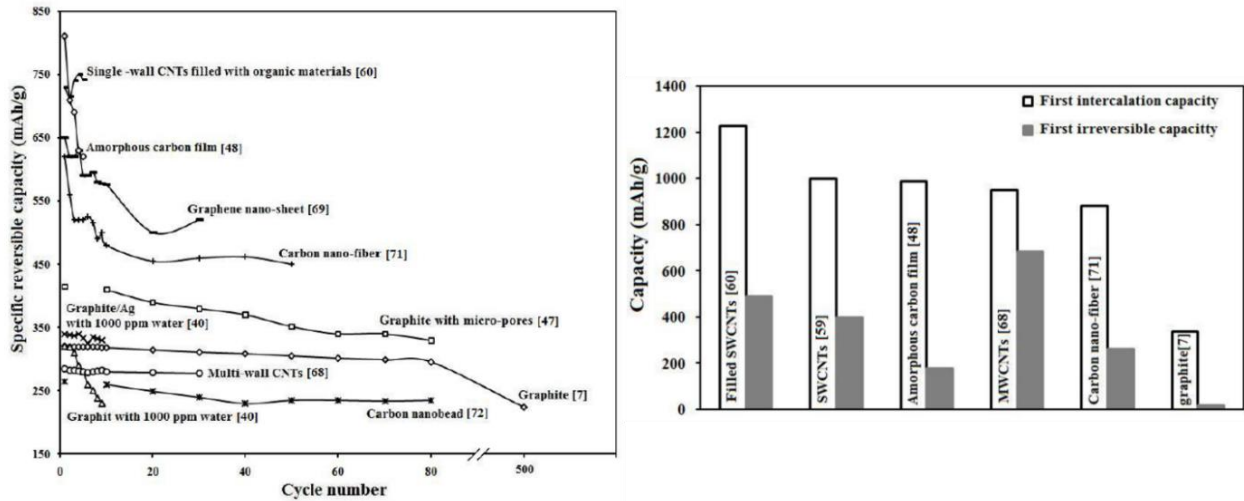 850
750
650
550
450
350
250
150
Specific reversible capacity (mAh/g)
Single -wall CNTs filled with organic materials [60]
Amorphous carbon film [48]
Graphene nano-sheet [69]
Carbon nano-fiber [71]
Graphite/Ag
with 1000 ppm water [40]
Graphite with micro-pores [47]
Multi-wall CNTs [68]
Graphite [7]
Graphit with 1000 ppm water [40]
Carbon nanobead [72]
0
20
40
60
80
500
Cycle number
1400
1200
1000
800
600
400
200
0
Capacity (mAh/g)
First intercalation capacity
First irreversible capacitty
Filled SWCNTs [60]
SWCNTs [59]
Amorphous carbon film [48]
MWCNTs [68]
Carbon nano-fiber [71]
graphite[7]